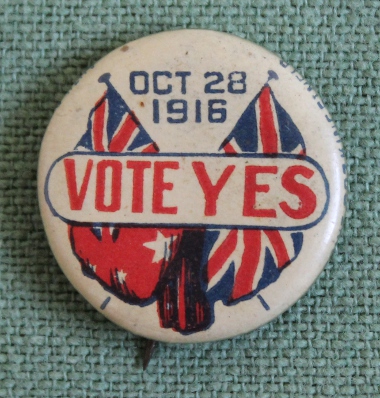 OCT 28
1916
VOTE YES